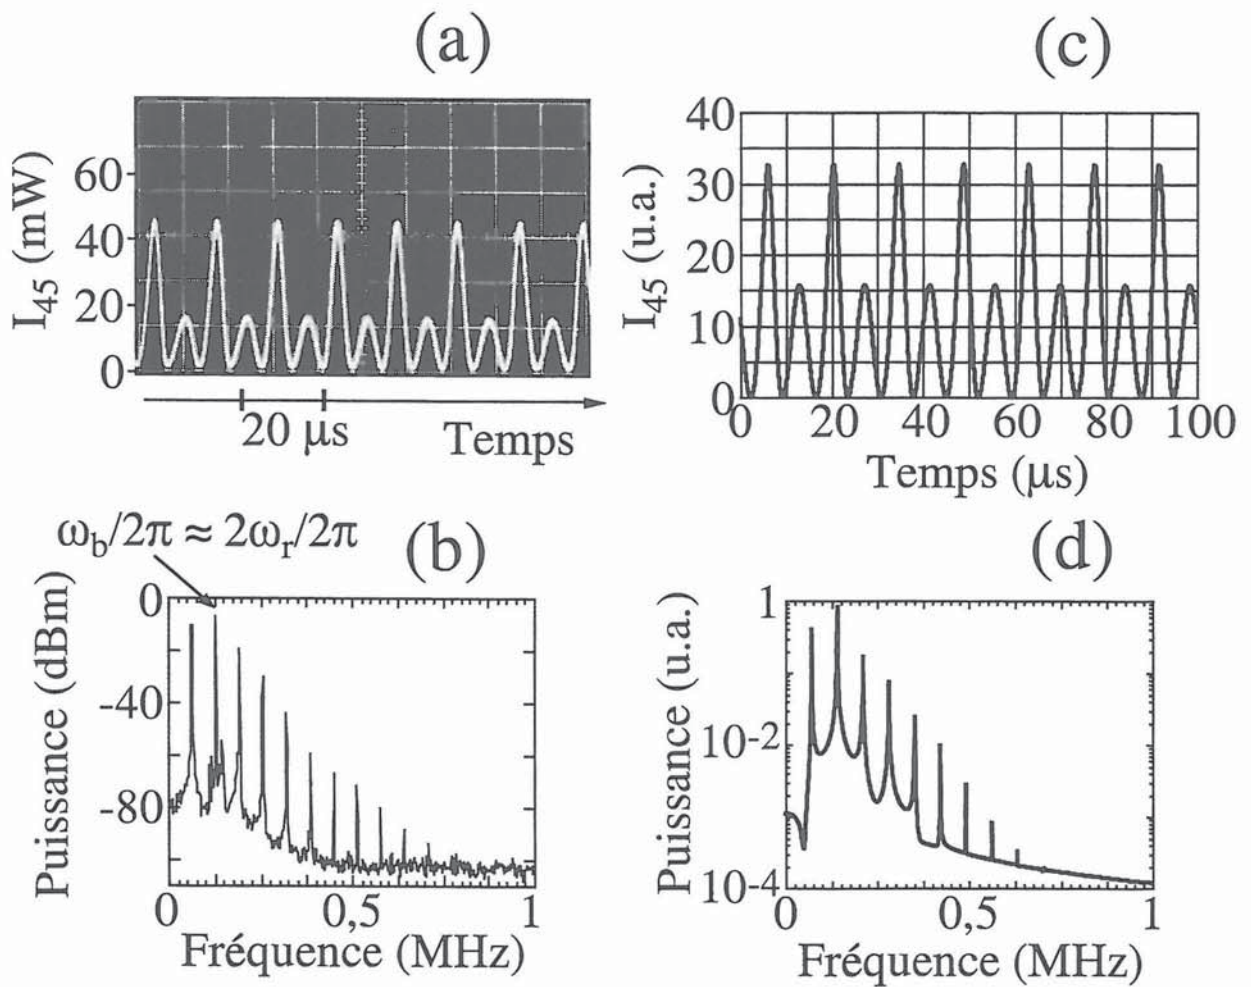 (a)
I₄₅ (mW)
60
40
20
0
20 μs
Temps
(c)
I₄₅ (u.a.)
40
30
20
10
0
0 20 40 60 80 100
Temps (μs)
(b)
ω_b/2π ≈ 2ω_r/2π
Puissance (dBm)
0
-40
-80
0 0,5 1
Fréquence (MHz)
(d)
Puissance (u.a.)
1
10⁻²
10⁻⁴
0 0,5 1
Fréquence (MHz)